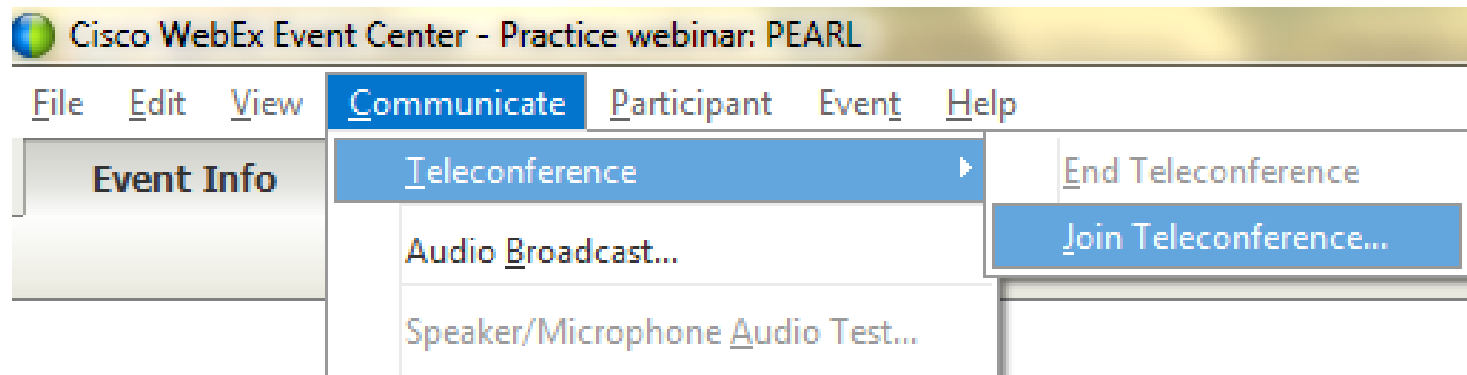 Cisco WebEx Event Center - Practice webinar: PEARL
File Edit View Communicate Participant Event Help
Event Info
Teleconference
End Teleconference
Join Teleconference...
Audio Broadcast...
Speaker/Microphone Audio Test...